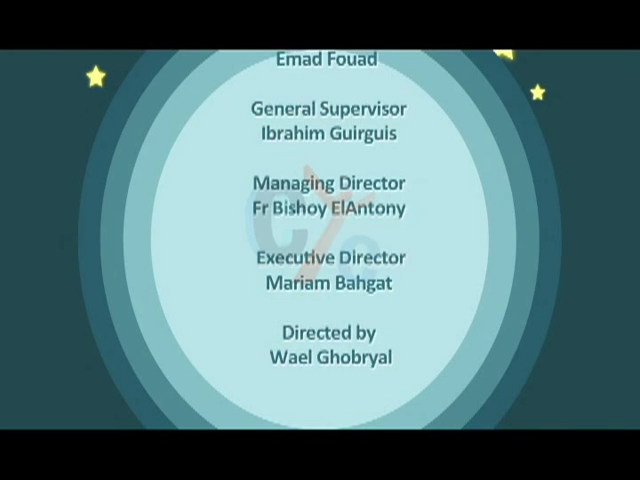 Emad Fouad
General Supervisor
Ibrahim Guirguis
Managing Director
Fr Bishoy ElAntony
Executive Director
Mariam Bahgat
Directed by
Wael Ghobryal
CYC